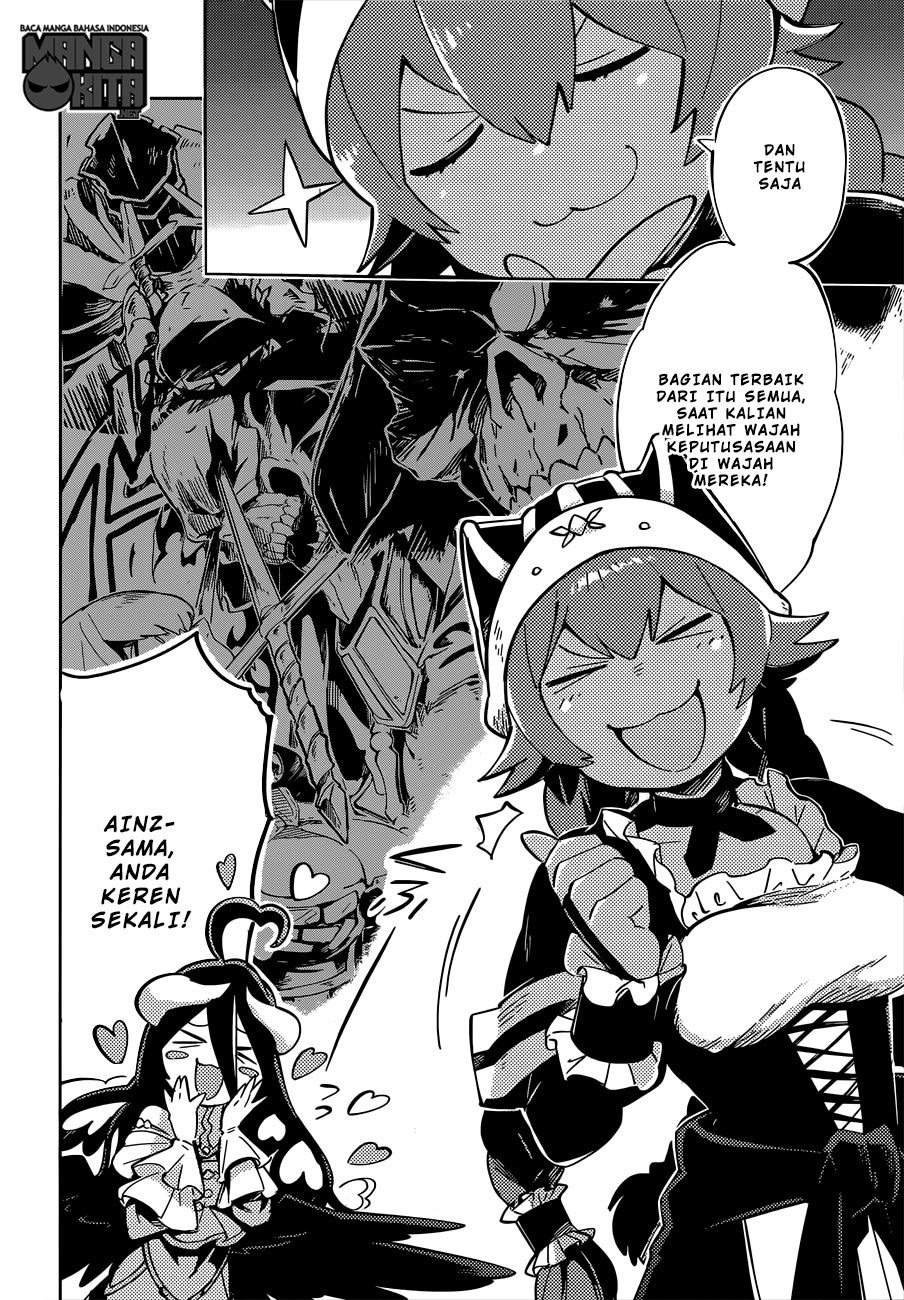 BACA MANGA BAHASA INDONESIA
MANGA
KITA
.NET
DAN
TENTU
SAJA
BAGIAN TERBAIK
DARI ITU SEMUA,
SAAT KALIAN
MELIHAT WAJAH
KEPUTUSASAAN
DI WAJAH
MEREKA!
AINZ-
SAMA,
ANDA
KEREN
SEKALI!